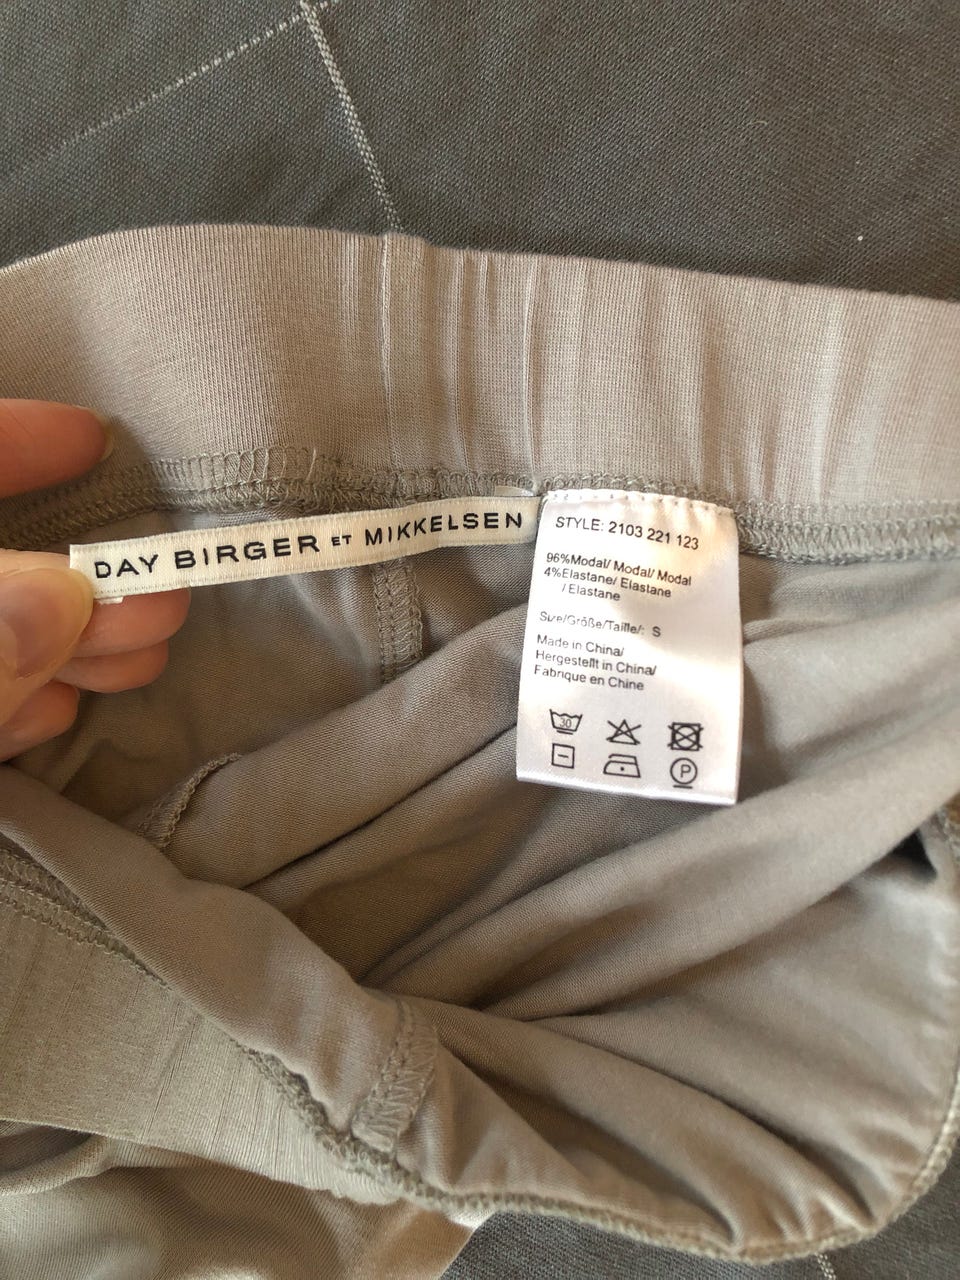 DAY BIRGER ET MIKKELSEN
STYLE: 2103 221 123
96%Modal/ Modal/ Modal
4%Elastane/ Elastane
/ Elastane
Size/Größe/Taille/: S
Made in China/
Hergestellt in China/
Fabrique en Chine
30
P